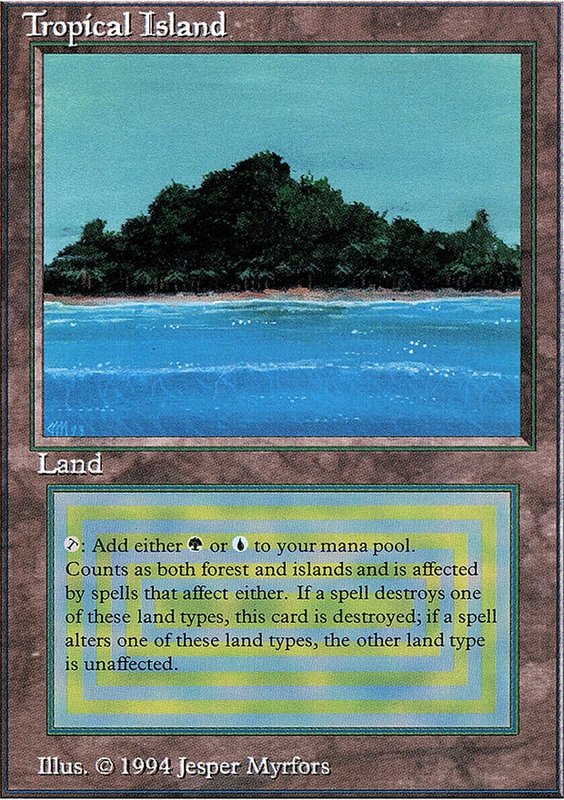 Tropical Island
Land
: Add either or to your mana pool.
Counts as both forest and islands and is affected
by spells that affect either. If a spell destroys one
of these land types, this card is destroyed; if a spell
alters one of these land types, the other land type
is unaffected.
Illus. © 1994 Jesper Myrfors